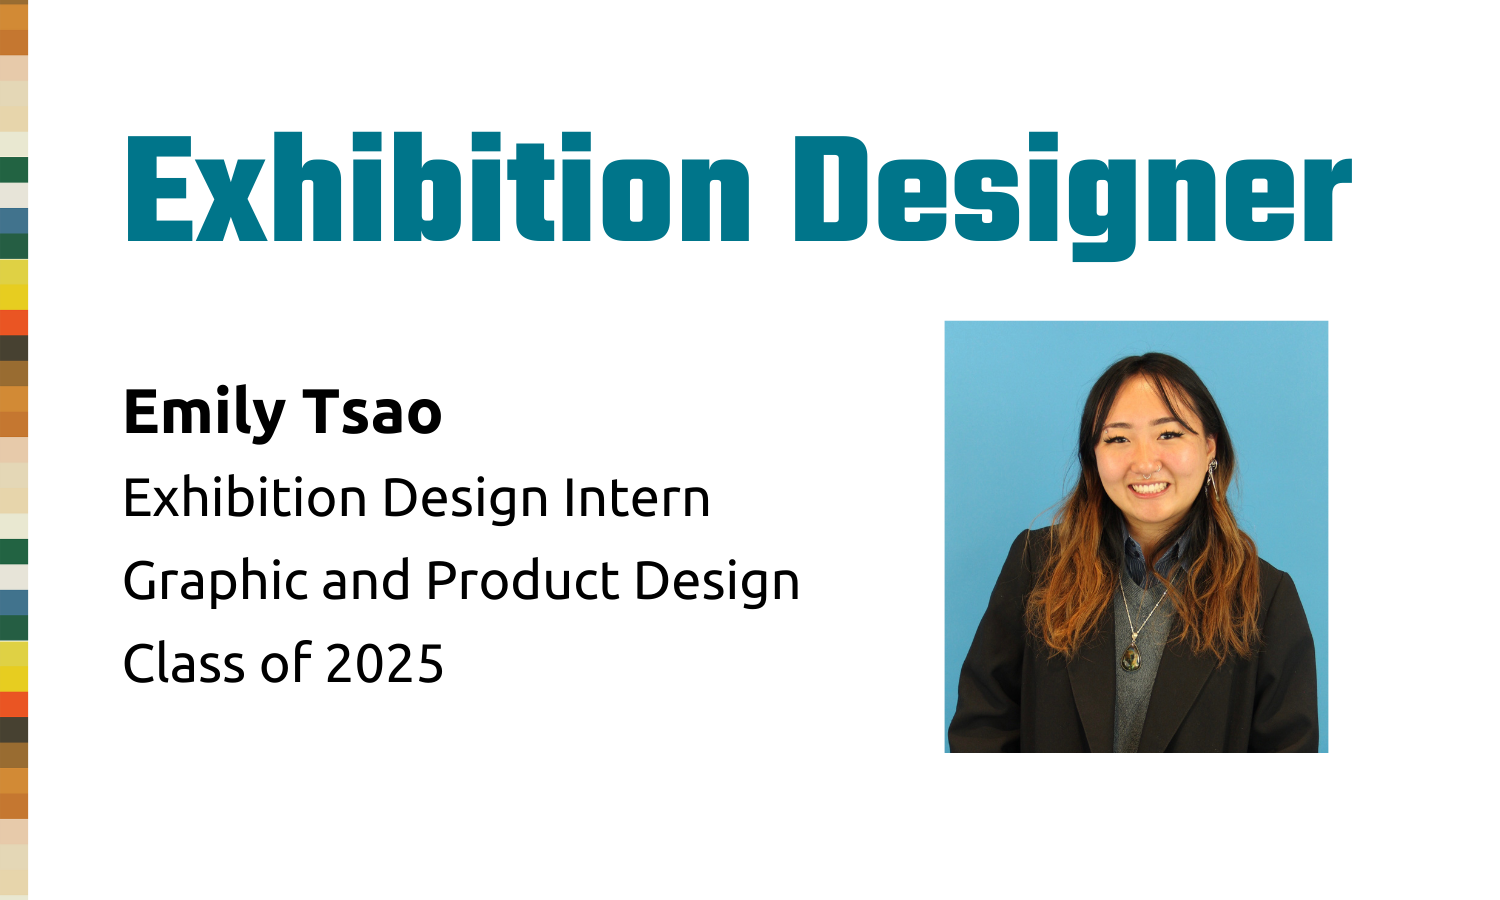 Exhibition Designer
Emily Tsao
Exhibition Design Intern
Graphic and Product Design
Class of 2025